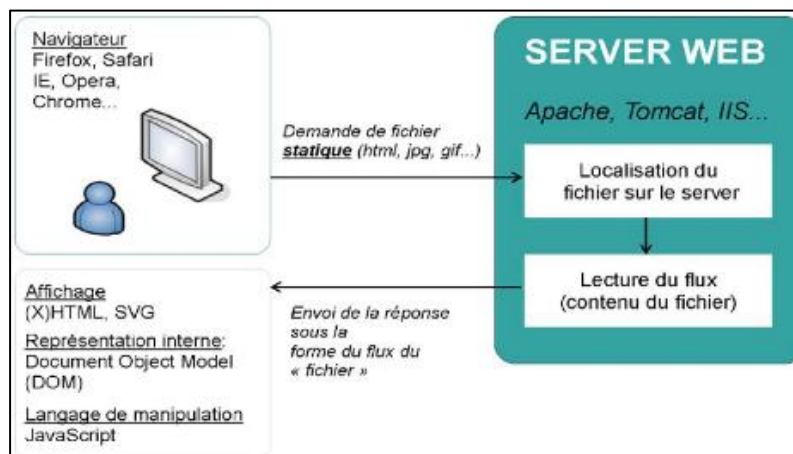 Navigateur
Firefox, Safari
IE, Opera,
Chrome...
Demande de fichier
statique (html, jpg, gif...)
SERVER WEB
Apache, Tomcat, IIS...
Localisation du
fichier sur le server
Lecture du flux
(contenu du fichier)
Envoi de la réponse
sous la
forme du flux du
« fichier »
Affichage
(X)HTML, SVG
Représentation interne:
Document Object Model
(DOM)
Langage de manipulation
JavaScript